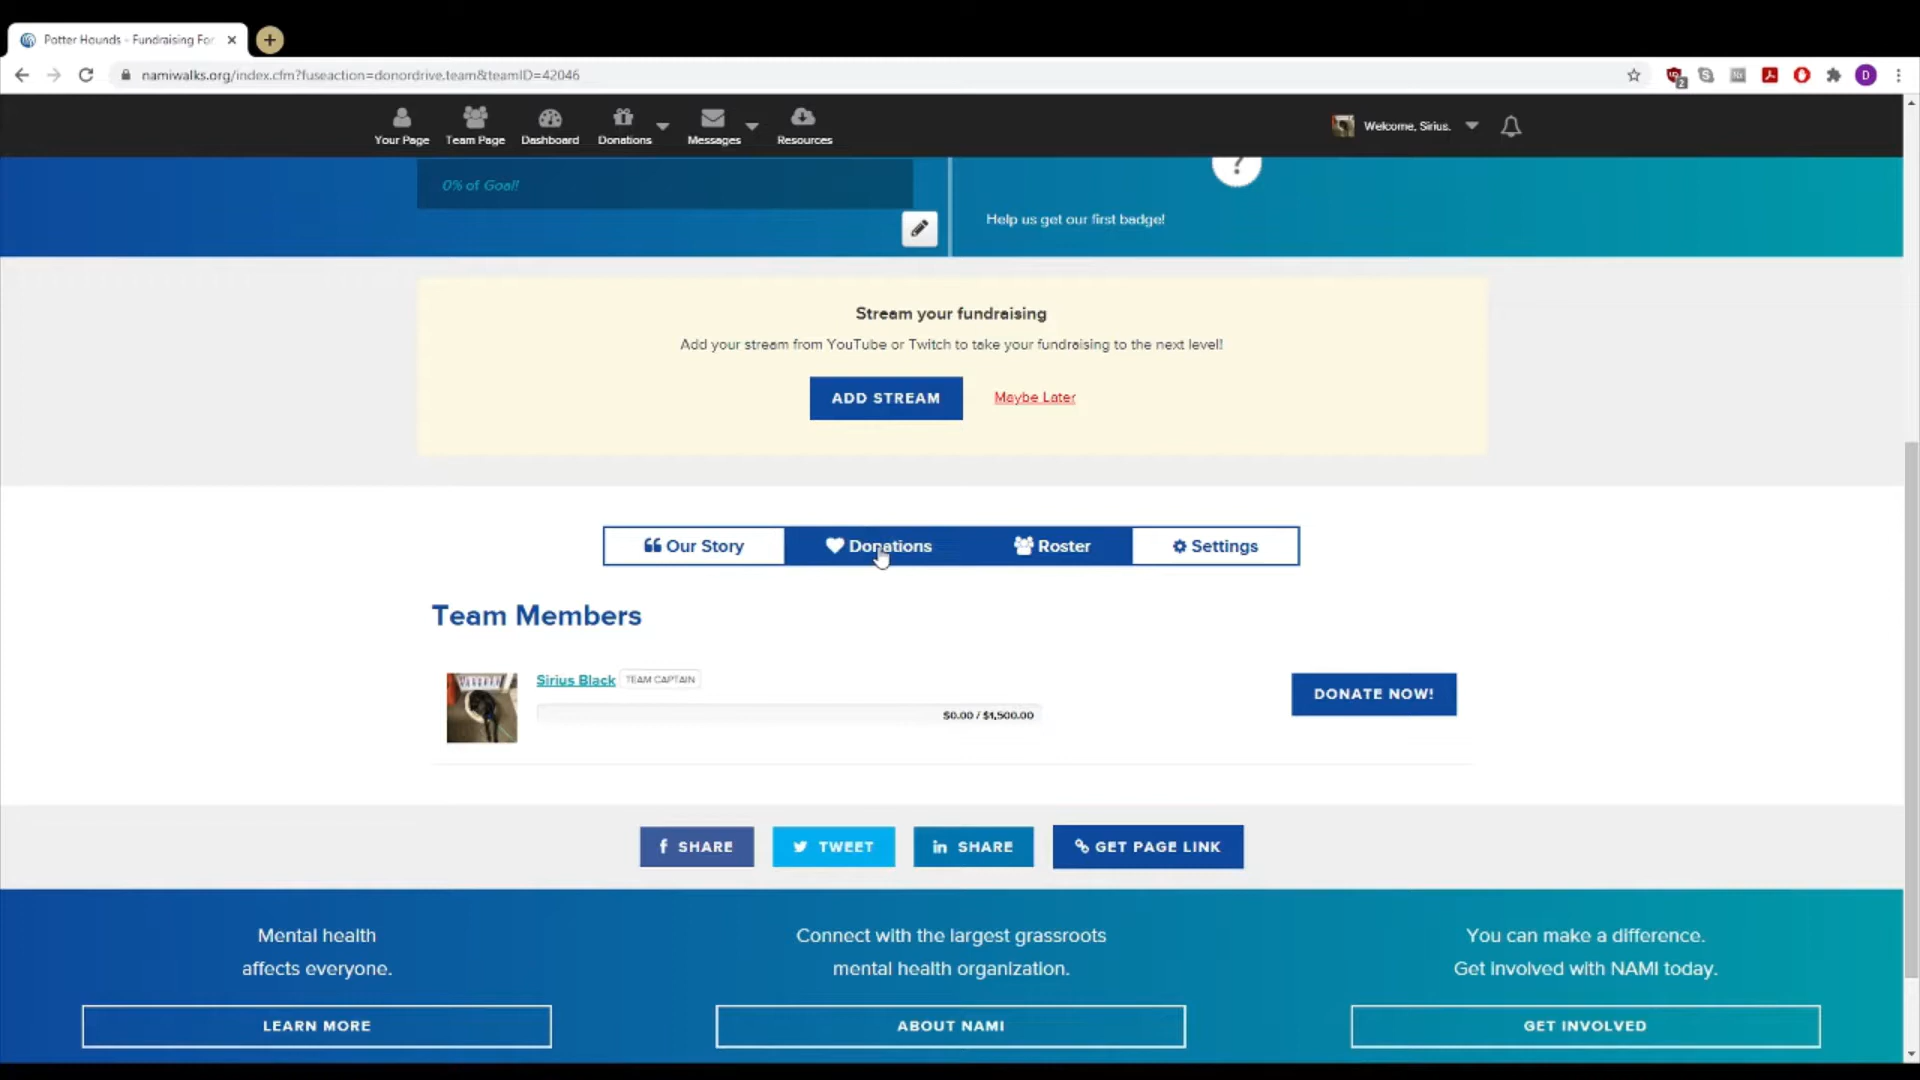 Potter Hounds - Fundraising For
namiwalks.org/index.cfm?fuseaction=donordrive.team&teamID=42046
2
D
Your Page
Team Page
Dashboard
Donations
Messages
Resources
Welcome, Sirius.
0% of Goal!
?
Help us get our first badge!
Stream your fundraising
Add your stream from YouTube or Twitch to take your fundraising to the next level!
ADD STREAM
Maybe Later
Our Story
Donations
Roster
Settings
Team Members
Sirius Black
TEAM CAPTAIN
$0.00 / $1,500.00
DONATE NOW!
SHARE
TWEET
in SHARE
GET PAGE LINK
Mental health
affects everyone.
LEARN MORE
Connect with the largest grassroots
mental health organization.
ABOUT NAMI
You can make a difference.
Get involved with NAMI today.
GET INVOLVED